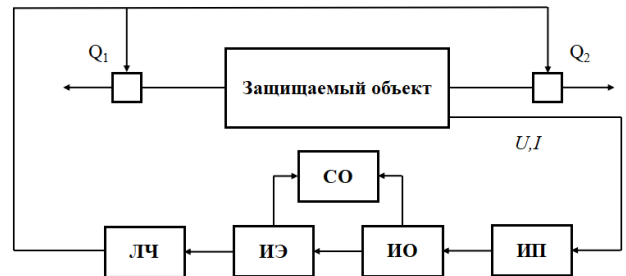 Q1 Q2
Защищаемый объект
U,I
СО
ЛЧ ИЭ ИО ИП